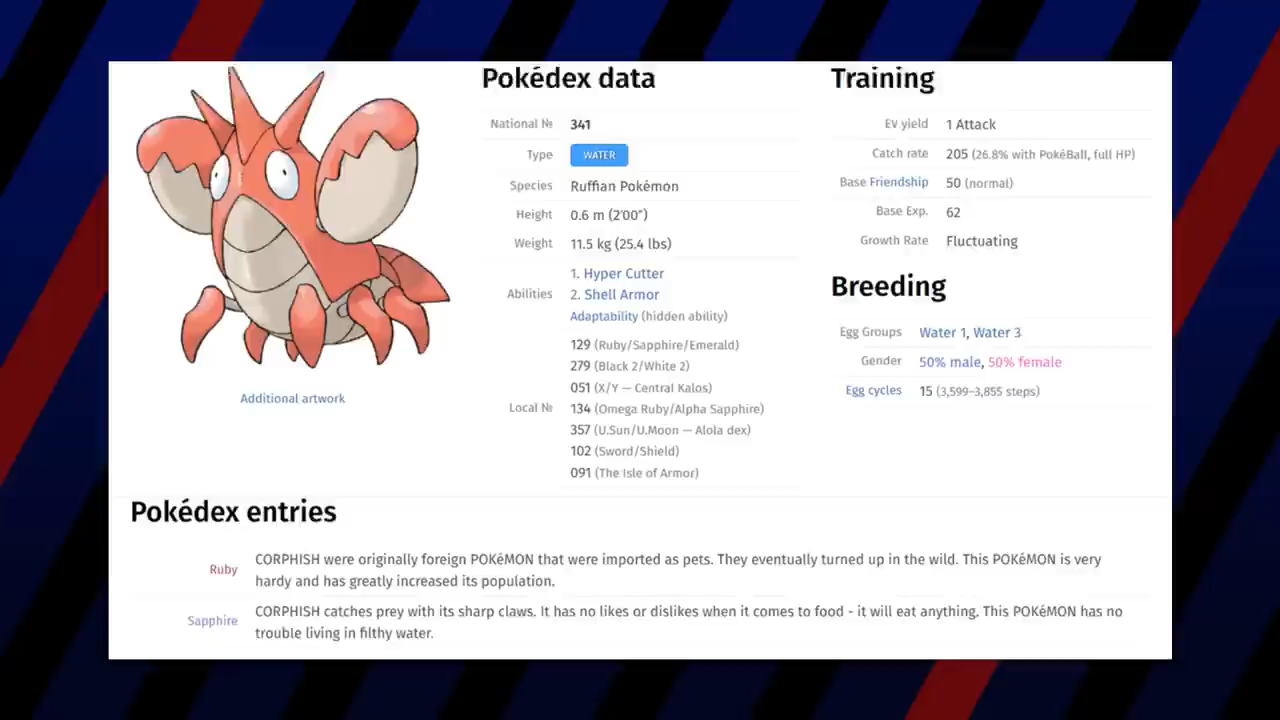 Pokédex data
National № 341
Type WATER
Species Ruffian Pokémon
Height 0.6 m (2′00″)
Weight 11.5 kg (25.4 lbs)
Abilities 1. Hyper Cutter
2. Shell Armor
Adaptability (hidden ability)
Local № 129 (Ruby/Sapphire/Emerald)
279 (Black 2/White 2)
051 (X/Y — Central Kalos)
134 (Omega Ruby/Alpha Sapphire)
357 (U.Sun/U.Moon — Alola dex)
102 (Sword/Shield)
091 (The Isle of Armor)
Additional artwork
Training
EV yield 1 Attack
Catch rate 205 (26.8% with PokéBall, full HP)
Base Friendship 50 (normal)
Base Exp. 62
Growth Rate Fluctuating
Breeding
Egg Groups Water 1, Water 3
Gender 50% male, 50% female
Egg cycles 15 (3,599–3,855 steps)
Pokédex entries
Ruby CORPHISH were originally foreign POKéMON that were imported as pets. They eventually turned up in the wild. This POKéMON is very
hardy and has greatly increased its population.
Sapphire CORPHISH catches prey with its sharp claws. It has no likes or dislikes when it comes to food - it will eat anything. This POKéMON has no
trouble living in filthy water.